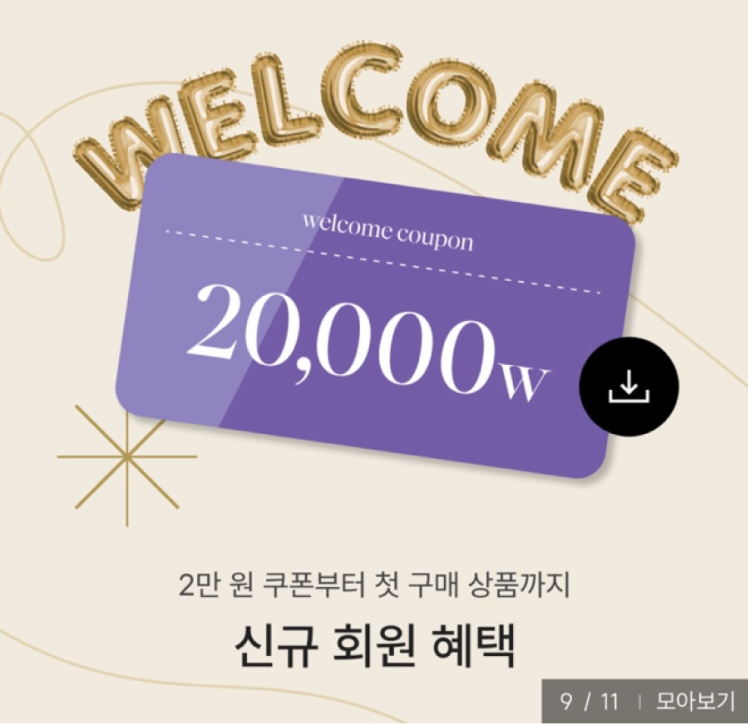 WELCOME
welcome coupon
20,000w
2만 원 쿠폰부터 첫 구매 상품까지
신규 회원 혜택
9 / 11 | 모아보기